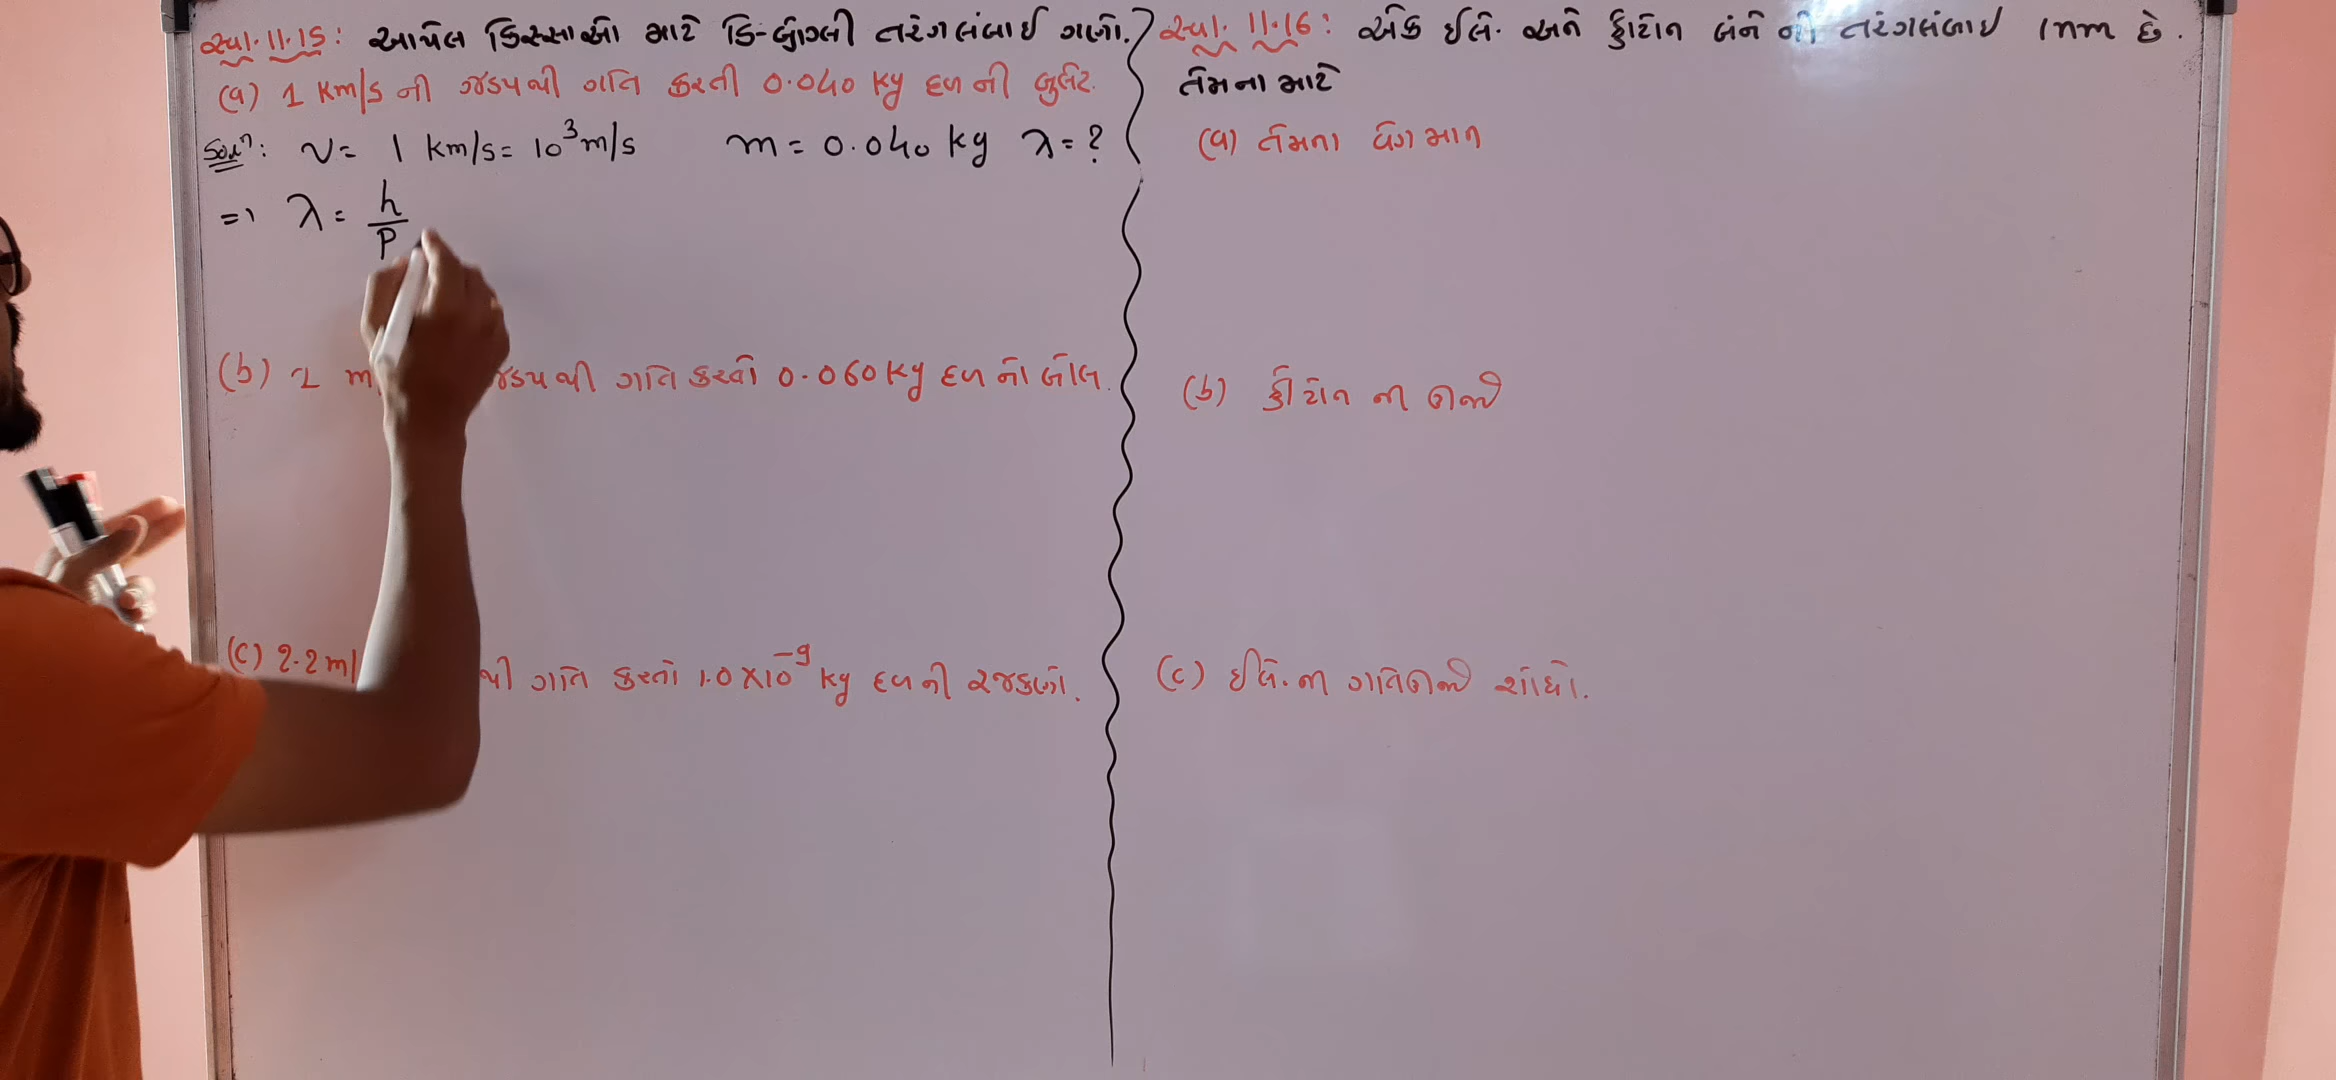 સ્વા. 11.15: આપેલ કિસ્સાઓ માટે ડિ-બ્રોગ્લી તરંગલંબાઇ ગણો.
(a) 1 Km/s ની ઝડપથી ગતિ કરતી 0.040 Kg દળની બુલેટ.
Solⁿ: v = 1 Km/s = 10³ m/s m = 0.040 Kg λ = ?
⇒ λ = h/P
(b) 1 m ઝડપથી ગતિ કરતો 0.060 Kg દળનો બોલ.
(c) 2.2 m/ થી ગતિ કરતો 1.0 × 10⁻⁹ Kg દળની રજકણો.
સ્વા. 11.16: એક ઈલે. અને ફોટોન બંને ની તરંગલંબાઇ 1nm છે.
તેમના માટે
(a) તેમના વેગમાન
(b) ફોટોન ની ઊર્જા
(c) ઈલે. ની ગતિઊર્જા શોધો.